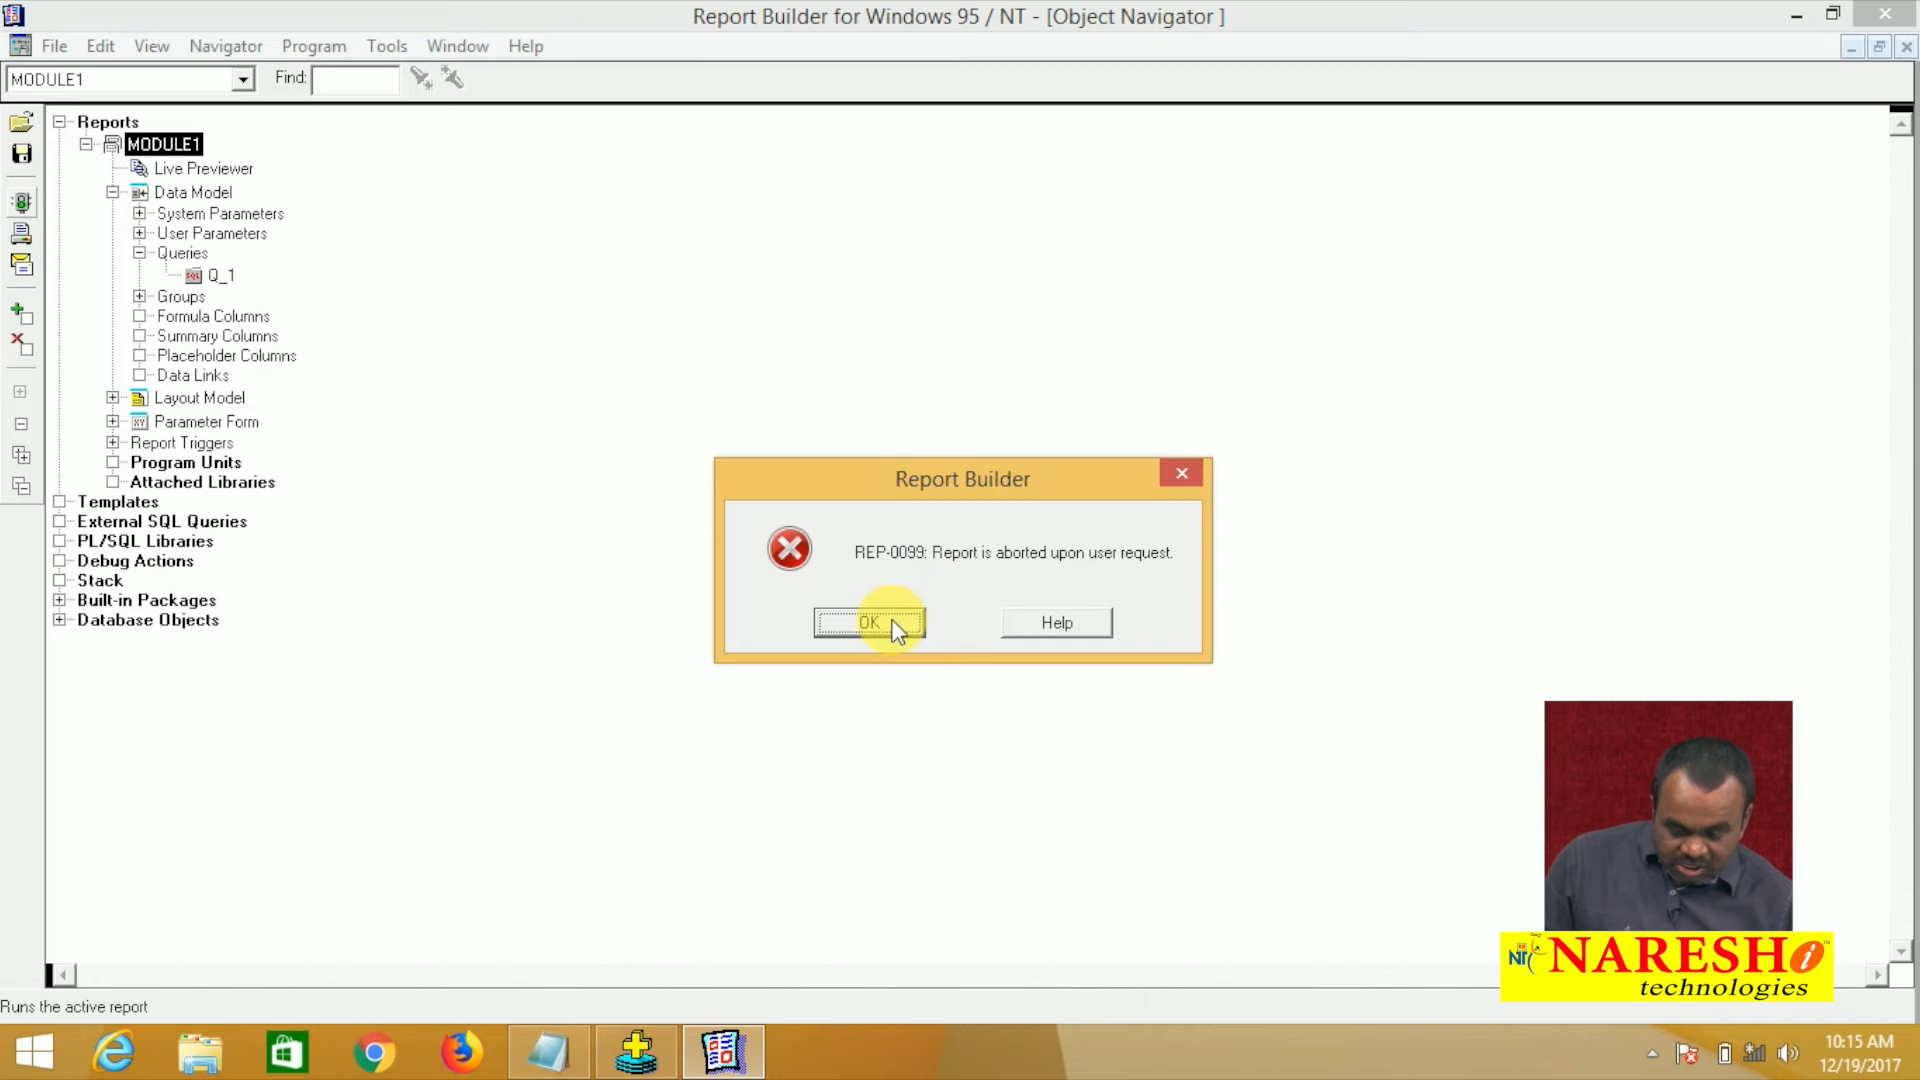 Report Builder for Windows 95 / NT - [Object Navigator ]
File Edit View Navigator Program Tools Window Help
MODULE1 Find:
Reports
MODULE1
Live Previewer
Data Model
System Parameters
User Parameters
Queries
SQL Q_1
Groups
Formula Columns
Summary Columns
Placeholder Columns
Data Links
Layout Model
XY Parameter Form
Report Triggers
Program Units
Attached Libraries
Templates
External SQL Queries
PL/SQL Libraries
Debug Actions
Stack
Built-in Packages
Database Objects
Report Builder
REP-0099: Report is aborted upon user request.
OK Help
NARESH i
technologies
Runs the active report
10:15 AM
12/19/2017